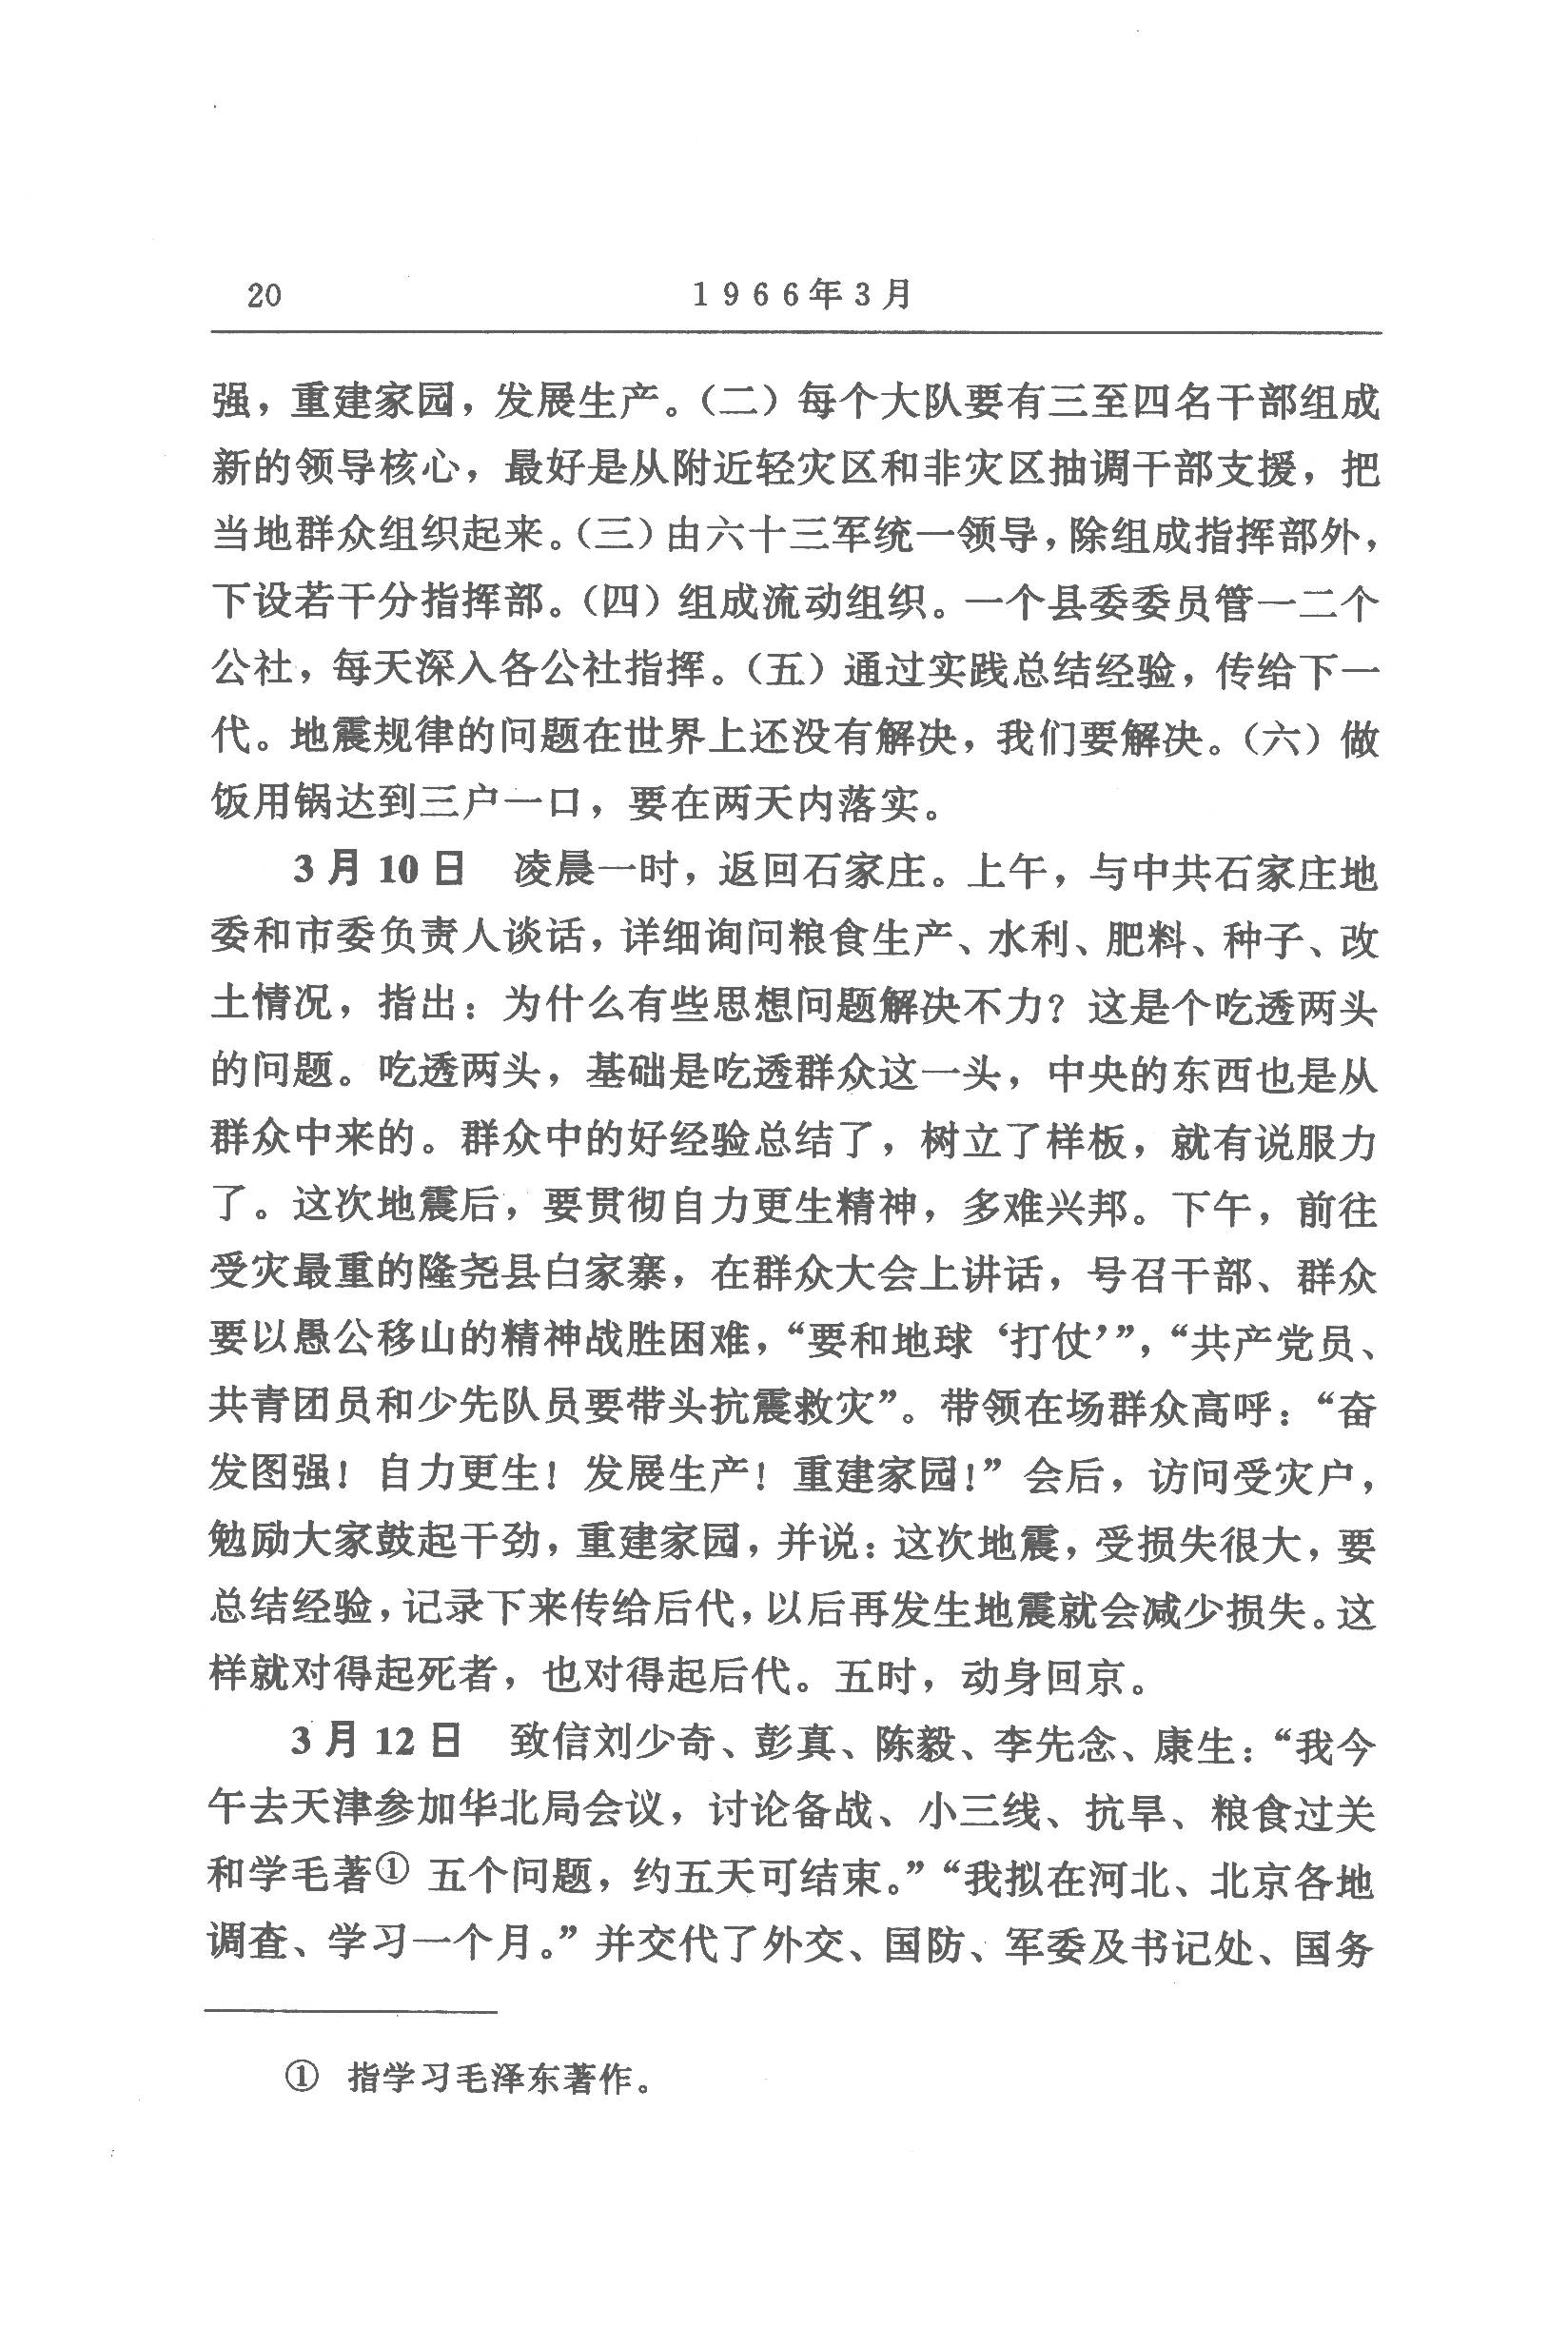 20 1966年3月
强，重建家园，发展生产。（二）每个大队要有三至四名干部组成
新的领导核心，最好是从附近轻灾区和非灾区抽调干部支援，把
当地群众组织起来。（三）由六十三军统一领导，除组成指挥部外，
下设若干分指挥部。（四）组成流动组织。一个县委委员管一二个
公社，每天深入各公社指挥。（五）通过实践总结经验，传给下一
代。地震规律的问题在世界上还没有解决，我们要解决。（六）做
饭用锅达到三户一口，要在两天内落实。
3月10日 凌晨一时，返回石家庄。上午，与中共石家庄地
委和市委负责人谈话，详细询问粮食生产、水利、肥料、种子、改
土情况，指出：为什么有些思想问题解决不力？这是个吃透两头
的问题。吃透两头，基础是吃透群众这一头，中央的东西也是从
群众中来的。群众中的好经验总结了，树立了样板，就有说服力
了。这次地震后，要贯彻自力更生精神，多难兴邦。下午，前往
受灾最重的隆尧县白家寨，在群众大会上讲话，号召干部、群众
要以愚公移山的精神战胜困难，“要和地球‘打仗’”，“共产党员、
共青团员和少先队员要带头抗震救灾”。带领在场群众高呼：“奋
发图强！自力更生！发展生产！重建家园！”会后，访问受灾户，
勉励大家鼓起干劲，重建家园，并说：这次地震，受损失很大，要
总结经验，记录下来传给后代，以后再发生地震就会减少损失。这
样就对得起死者，也对得起后代。五时，动身回京。
3月12日 致信刘少奇、彭真、陈毅、李先念、康生：“我今
午去天津参加华北局会议，讨论备战、小三线、抗旱、粮食过关
和学毛著① 五个问题，约五天可结束。”“我拟在河北、北京各地
调查、学习一个月。”并交代了外交、国防、军委及书记处、国务
① 指学习毛泽东著作。